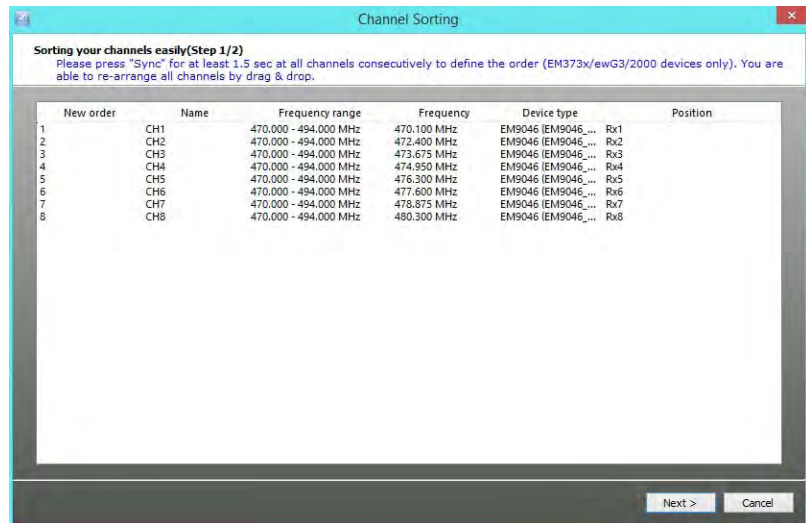 Channel Sorting
Sorting your channels easily(Step 1/2)
Please press "Sync" for at least 1.5 sec at all channels consecutively to define the order (EM373x/ewG3/2000 devices only). You are
able to re-arrange all channels by drag & drop.
New order Name Frequency range Frequency Device type Position
1 CH1 470.000 - 494.000 MHz 470.100 MHz EM9046 (EM9046_... Rx1
2 CH2 470.000 - 494.000 MHz 472.400 MHz EM9046 (EM9046_... Rx2
3 CH3 470.000 - 494.000 MHz 473.675 MHz EM9046 (EM9046_... Rx3
4 CH4 470.000 - 494.000 MHz 474.950 MHz EM9046 (EM9046_... Rx4
5 CH5 470.000 - 494.000 MHz 476.300 MHz EM9046 (EM9046_... Rx5
6 CH6 470.000 - 494.000 MHz 477.600 MHz EM9046 (EM9046_... Rx6
7 CH7 470.000 - 494.000 MHz 478.875 MHz EM9046 (EM9046_... Rx7
8 CH8 470.000 - 494.000 MHz 480.300 MHz EM9046 (EM9046_... Rx8
Next > Cancel